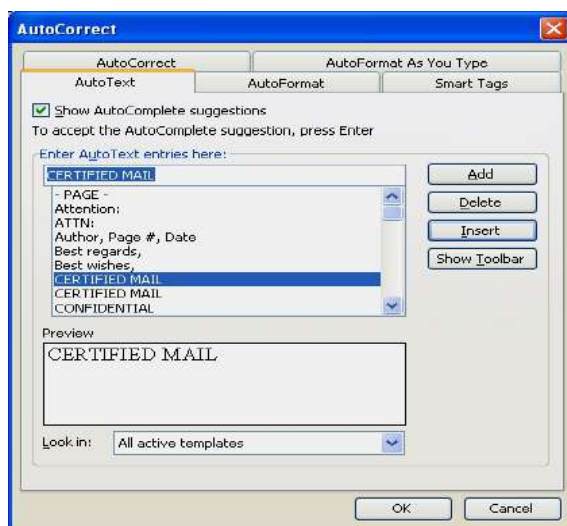 AutoCorrect
AutoCorrect AutoFormat As You Type
AutoText AutoFormat Smart Tags
Show AutoComplete suggestions
To accept the AutoComplete suggestion, press Enter
Enter AutoText entries here:
CERTIFIED MAIL
- PAGE -
Attention:
ATTN:
Author, Page #, Date
Best regards,
Best wishes,
CERTIFIED MAIL
CERTIFIED MAIL
CONFIDENTIAL
Add
Delete
Insert
Show Toolbar
Preview
CERTIFIED MAIL
Look in: All active templates
OK Cancel